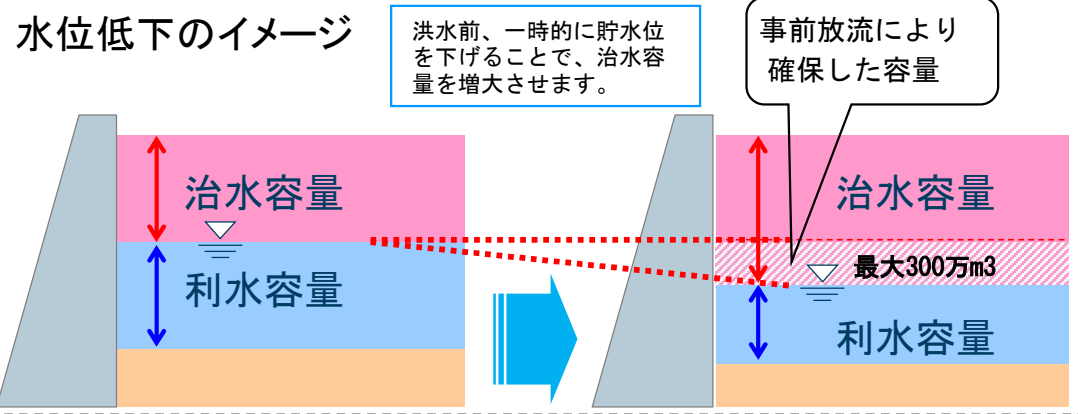 水位低下のイメージ
洪水前、一時的に貯水位
を下げることで、治水容
量を増大させます。
事前放流により
確保した容量
治水容量
利水容量
治水容量
最大300万m3
利水容量